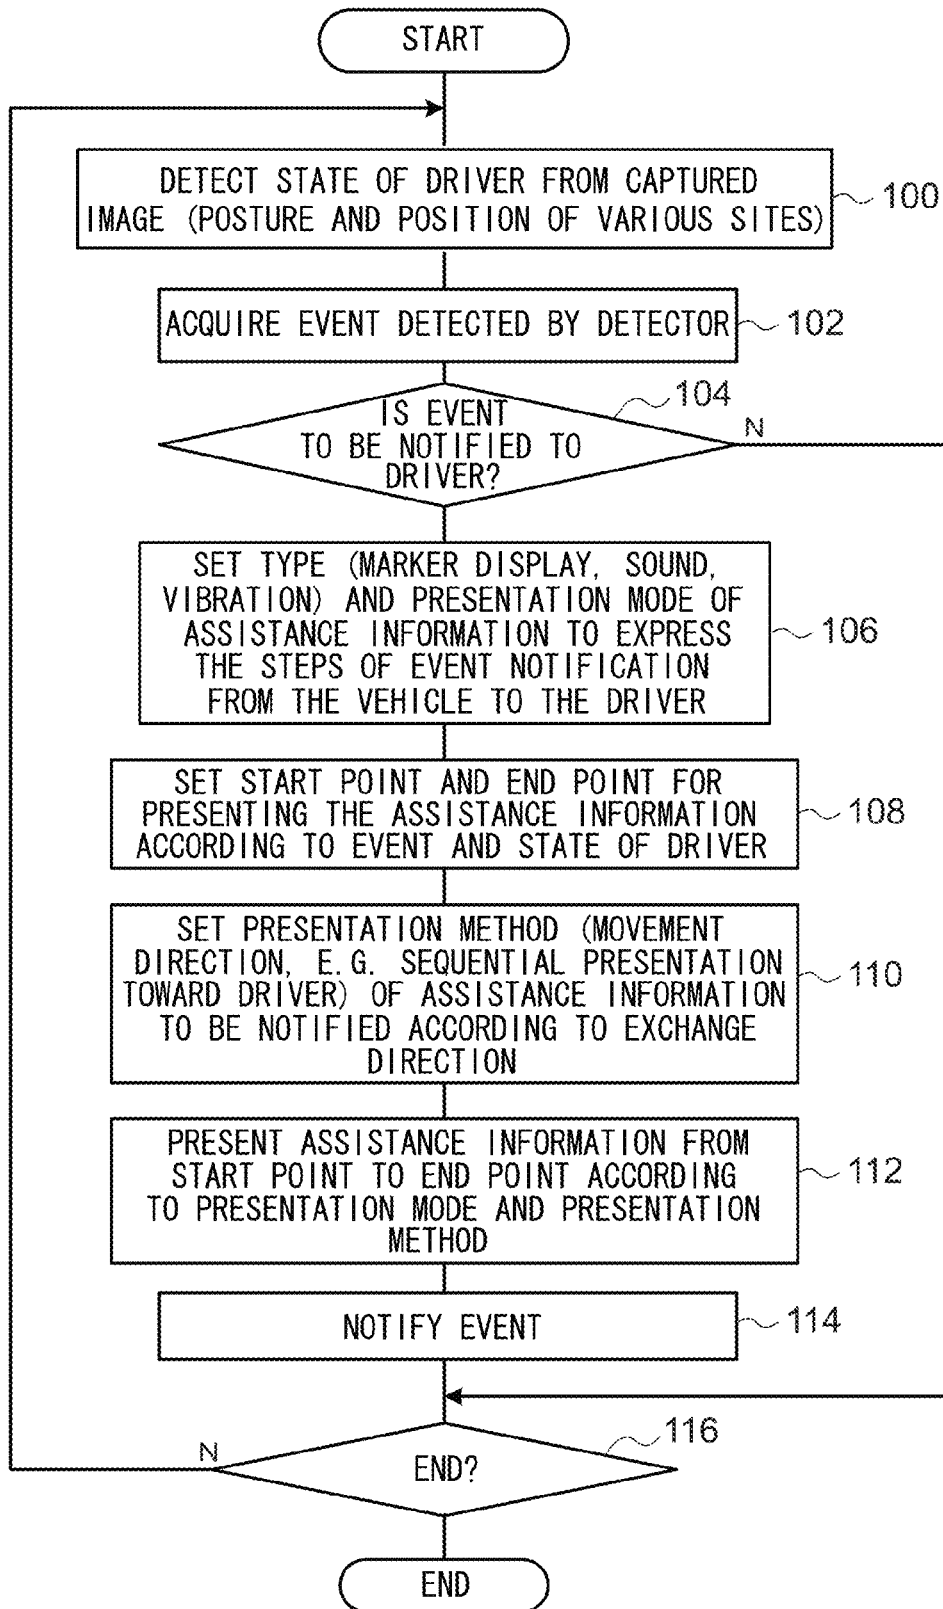 START
DETECT STATE OF DRIVER FROM CAPTURED
IMAGE (POSTURE AND POSITION OF VARIOUS SITES)
100
ACQUIRE EVENT DETECTED BY DETECTOR
102
104
IS EVENT
TO BE NOTIFIED TO
DRIVER?
N
SET TYPE (MARKER DISPLAY, SOUND,
VIBRATION) AND PRESENTATION MODE OF
ASSISTANCE INFORMATION TO EXPRESS
THE STEPS OF EVENT NOTIFICATION
FROM THE VEHICLE TO THE DRIVER
106
SET START POINT AND END POINT FOR
PRESENTING THE ASSISTANCE INFORMATION
ACCORDING TO EVENT AND STATE OF DRIVER
108
SET PRESENTATION METHOD (MOVEMENT
DIRECTION, E.G. SEQUENTIAL PRESENTATION
TOWARD DRIVER) OF ASSISTANCE INFORMATION
TO BE NOTIFIED ACCORDING TO EXCHANGE
DIRECTION
110
PRESENT ASSISTANCE INFORMATION FROM
START POINT TO END POINT ACCORDING
TO PRESENTATION MODE AND PRESENTATION
METHOD
112
NOTIFY EVENT
114
116
N
END?
END